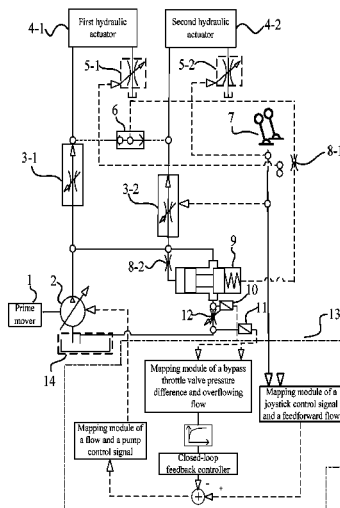 4-1
First hydraulic
actuator
Second hydraulic
actuator
4-2
5-1
5-2
6
7
8-1
3-1
3-2
8
8-2
9
10
11
12
13
1
2
Prime
mover
14
Mapping module of a bypass
throttle valve pressure
difference and overflowing
flow
Mapping module of a
joystick control signal
and a feedforward flow
Mapping module of
a flow and a pump
control signal
Closed-loop
feedback controller
-
+